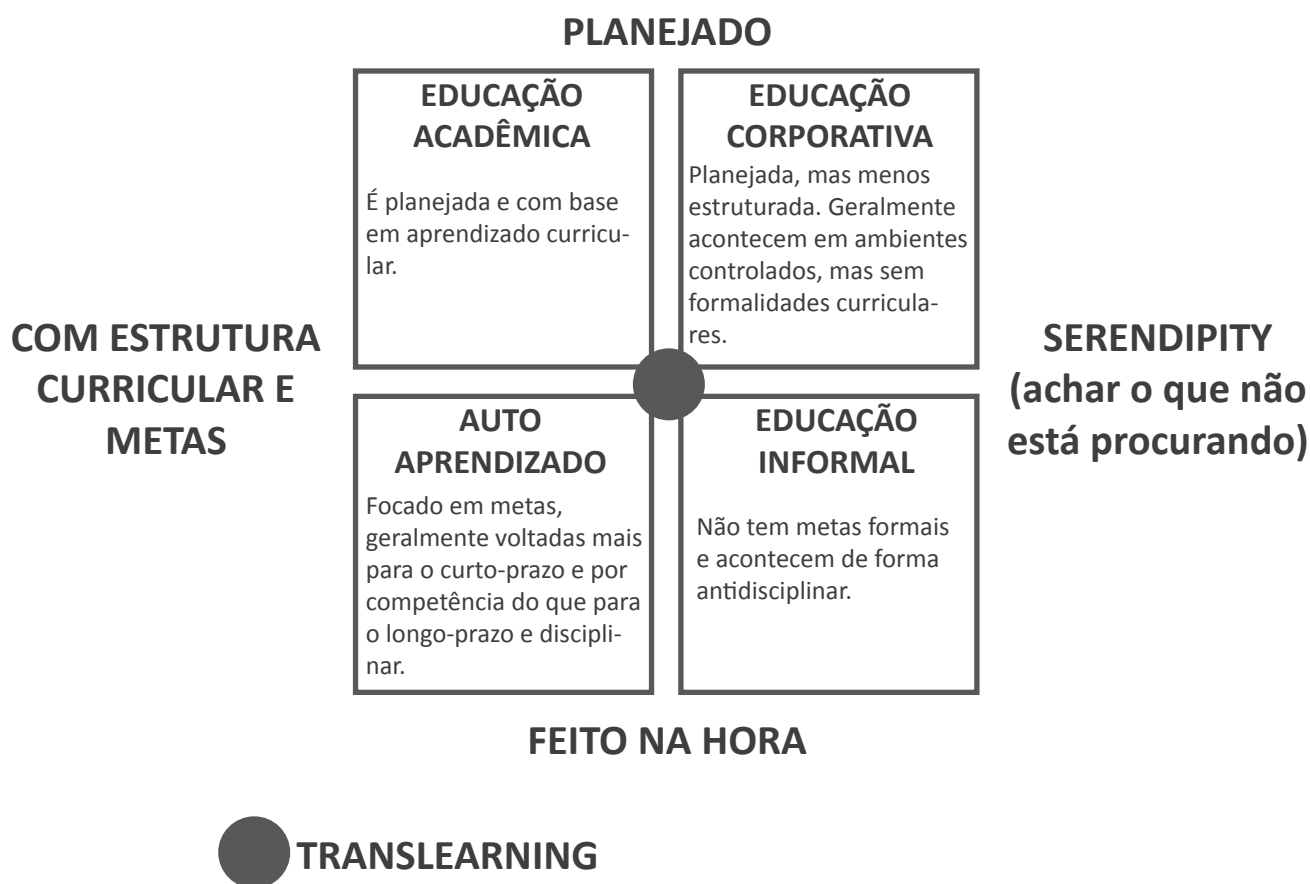 PLANEJADO
EDUCAÇÃO
ACADÊMICA
É planejada e com base
em aprendizado curricu-
lar.
EDUCAÇÃO
CORPORATIVA
Planejada, mas menos
estruturada. Geralmente
acontecem em ambientes
controlados, mas sem
formalidades curricula-
res.
COM ESTRUTURA
CURRICULAR E
METAS
SERENDIPITY
(achar o que não
está procurando)
AUTO
APRENDIZADO
Focado em metas,
geralmente voltadas mais
para o curto-prazo e por
competência do que para
o longo-prazo e discipli-
nar.
EDUCAÇÃO
INFORMAL
Não tem metas formais
e acontecem de forma
antidisciplinar.
FEITO NA HORA
TRANSLEARNING